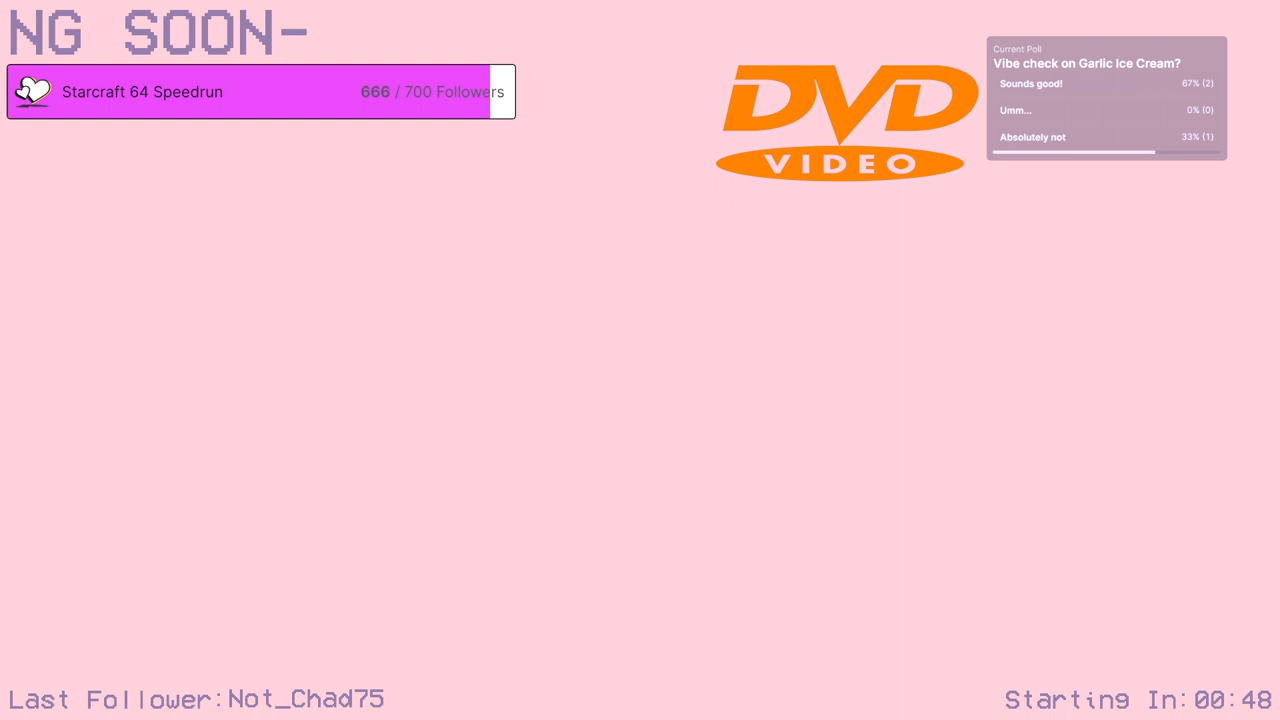 NG SOON-
Starcraft 64 Speedrun 666 / 700 Followers
DVD
VIDEO
Current Poll
Vibe check on Garlic Ice Cream?
Sounds good! 67% (2)
Umm... 0% (0)
Absolutely not 33% (1)
Last Follower:Not_Chad75
Starting In:00:48